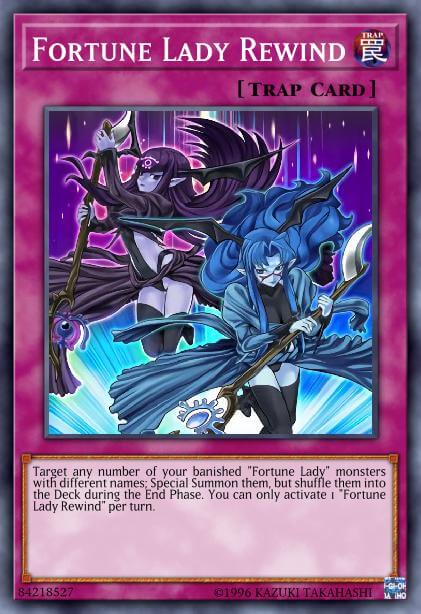 Fortune Lady Rewind
TRAP
罠
[Trap Card]
Target any number of your banished "Fortune Lady" monsters
with different names; Special Summon them, but shuffle them into
the Deck during the End Phase. You can only activate 1 "Fortune
Lady Rewind" per turn.
84218527
©1996 KAZUKI TAKAHASHI